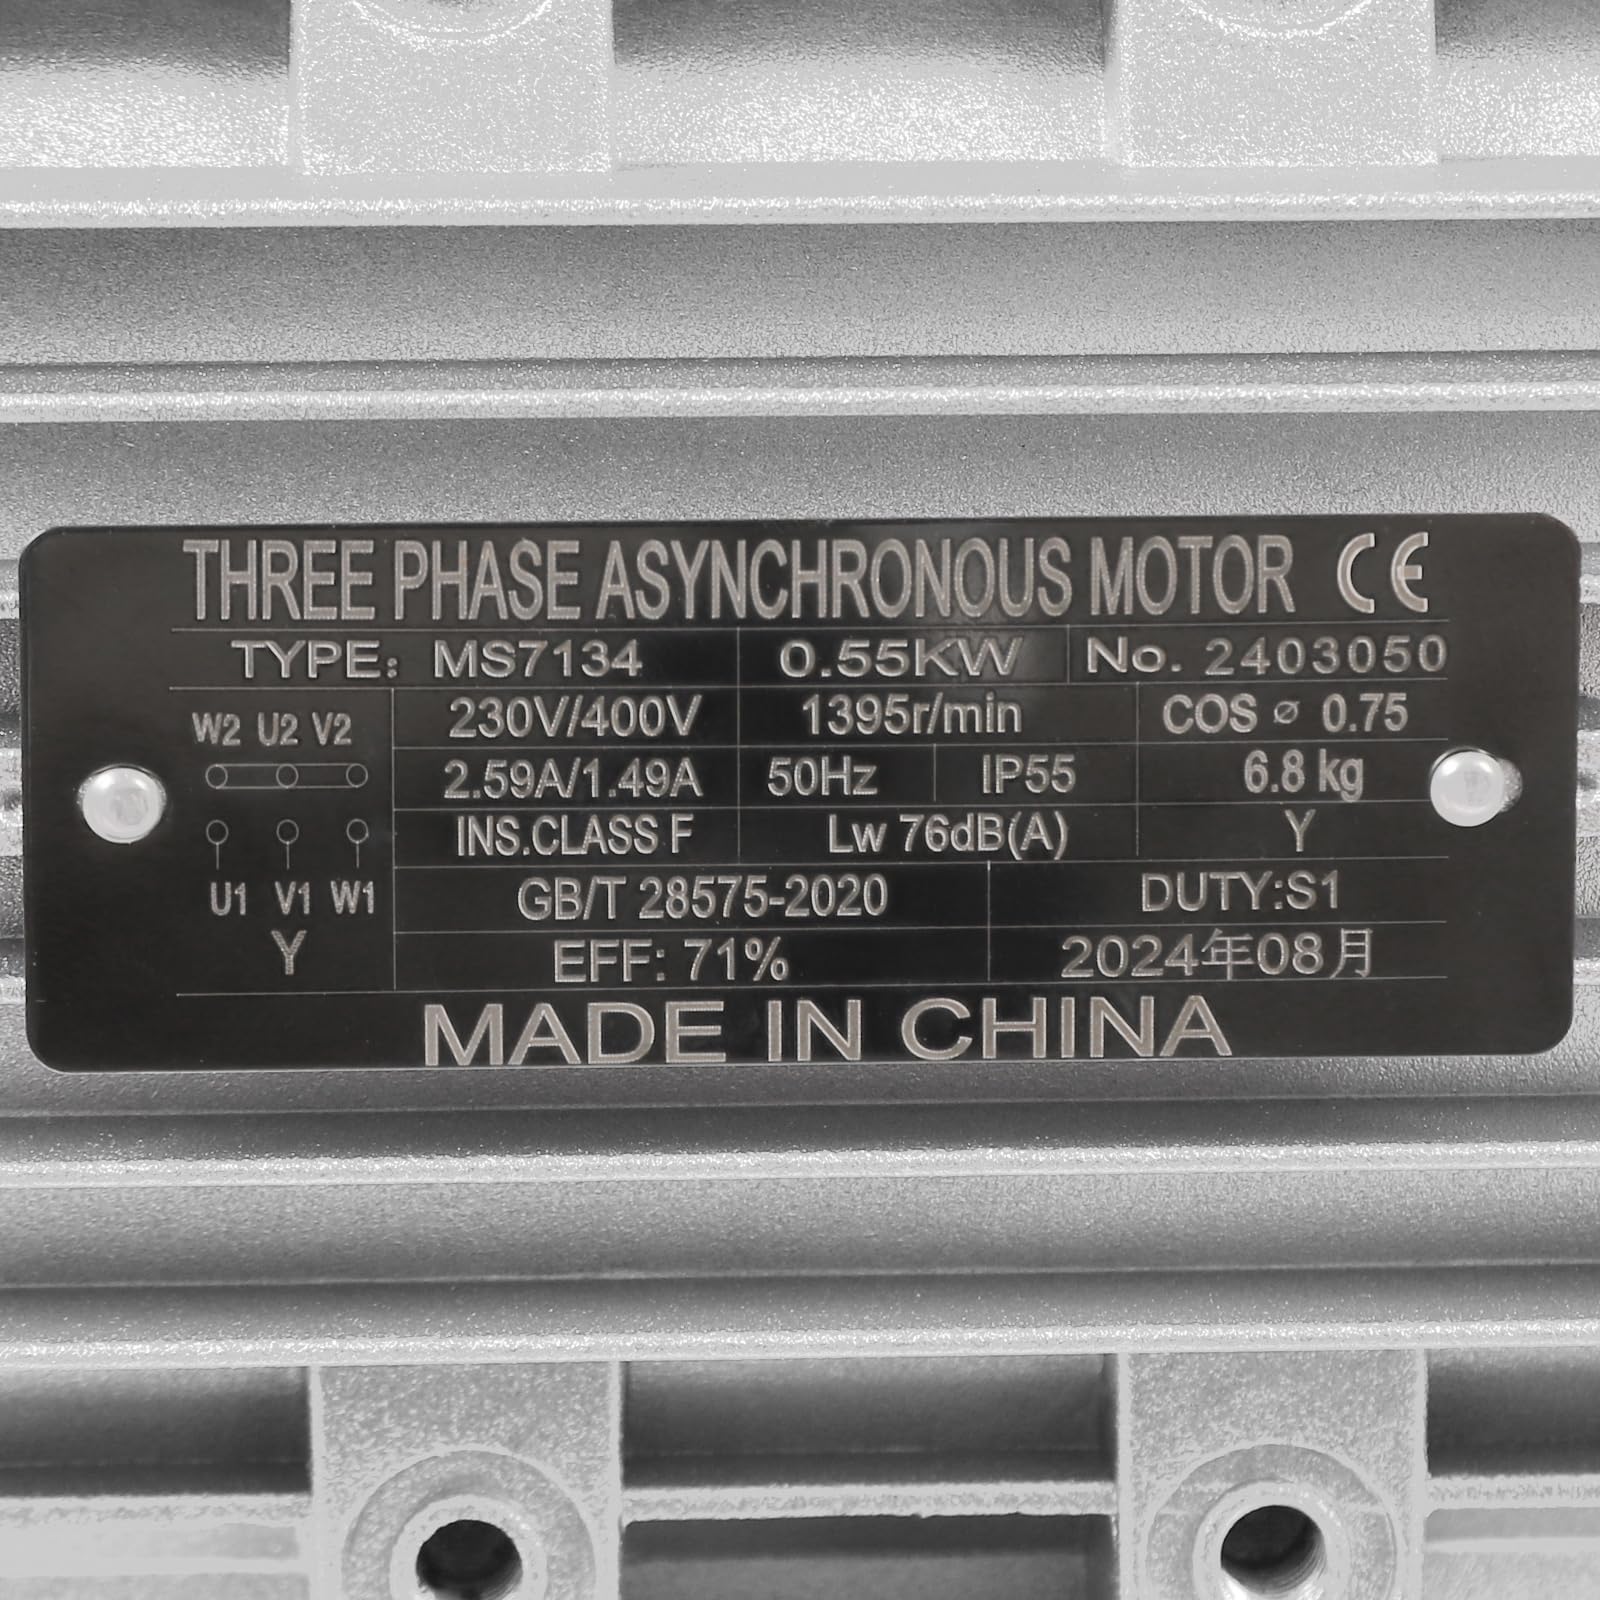 THREE PHASE ASYNCHRONOUS MOTOR CE
TYPE: MS7134 0.55KW No. 2403050
W2 U2 V2
230V/400V 1395r/min COS ø 0.75
2.59A/1.49A 50Hz IP55 6.8 kg
INS.CLASS F Lw 76dB(A) Y
U1 V1 W1
Y
GB/T 28575-2020 DUTY:S1
EFF: 71% 2024年08月
MADE IN CHINA